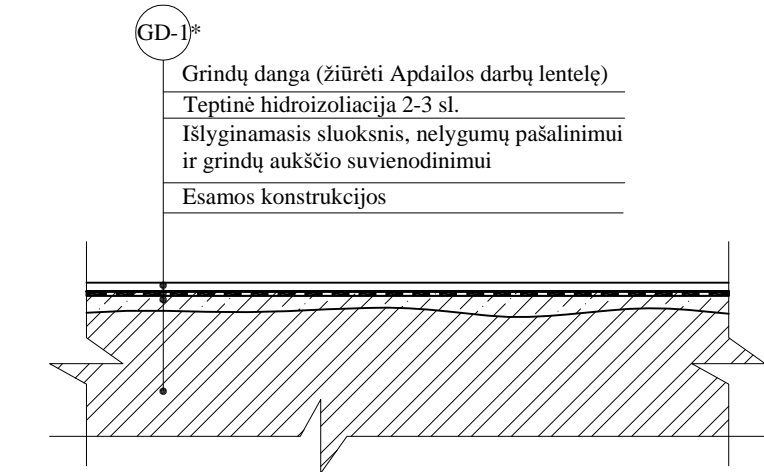 GD-1*
Grindų danga (žiūrėti Apdailos darbų lentelę)
Teptinė hidroizoliacija 2-3 sl.
Išlyginamasis sluoksnis, nelygumų pašalinimui
ir grindų aukščio suvienodinimui
Esamos konstrukcijos